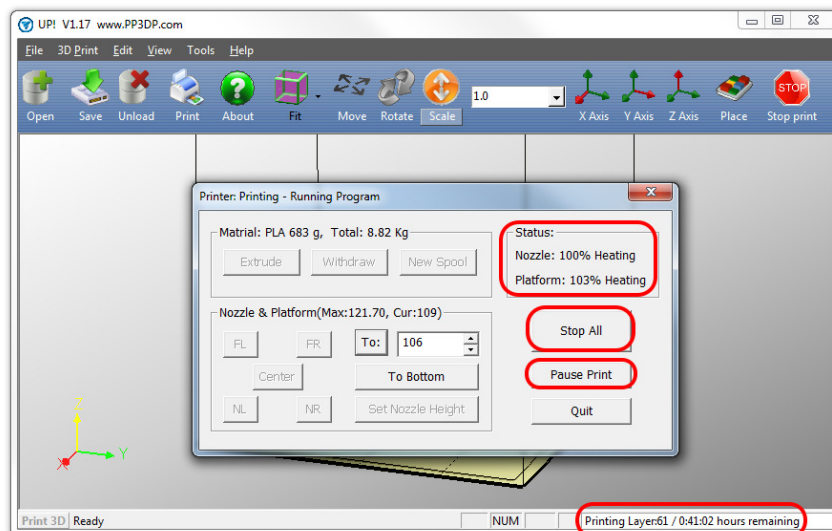 UP! V1.17 www.PP3DP.com
File 3D Print Edit View Tools Help
STOP
Open Save Unload Print About Fit Move Rotate Scale 1.0 X Axis Y Axis Z Axis Place Stop print
Printer: Printing - Running Program
Matrial: PLA 683 g, Total: 8.82 Kg
Extrude Withdraw New Spool
Status:
Nozzle: 100% Heating
Platform: 103% Heating
Nozzle & Platform(Max:121.70, Cur:109)
FL FR To: 106
Center To Bottom
NL NR Set Nozzle Height
Stop All
Pause Print
Quit
Z
Y
X
Print 3D Ready NUM Printing Layer:61 / 0:41:02 hours remaining